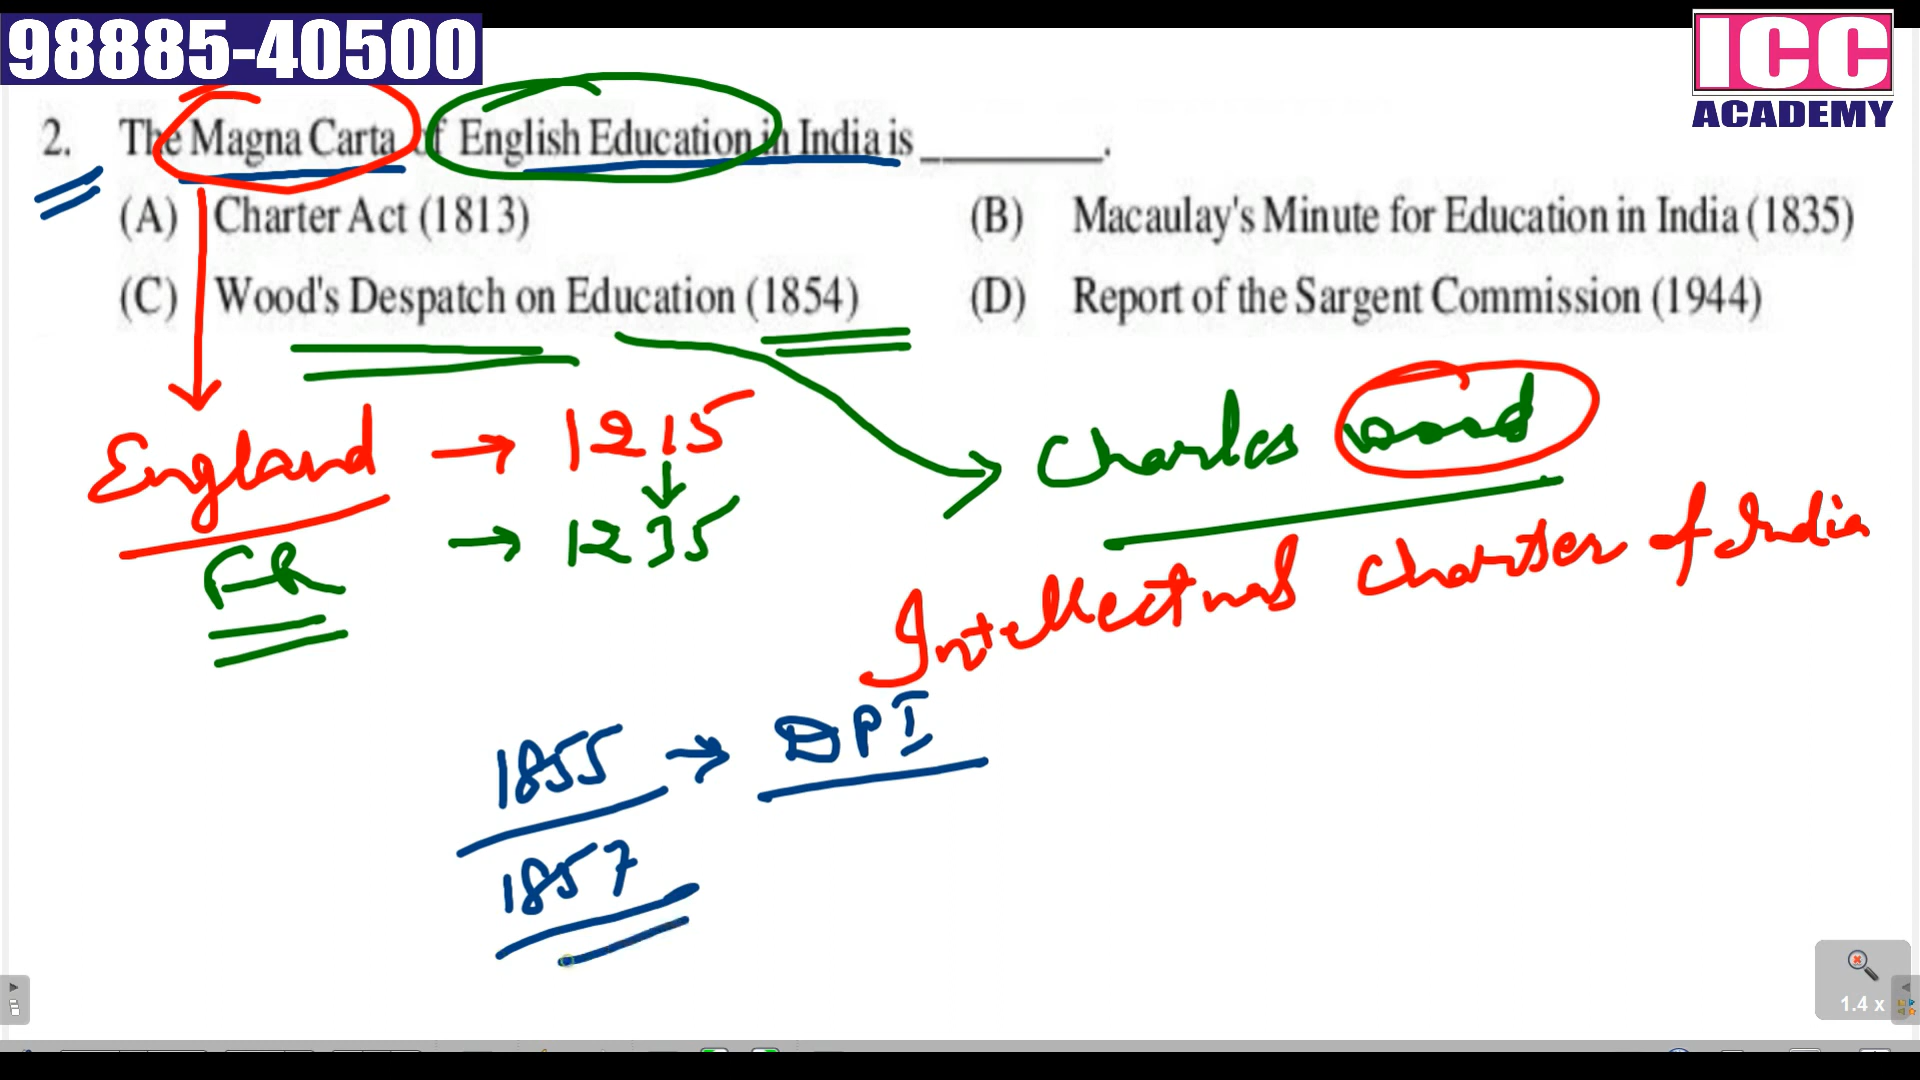 98885-40500
ICC
ACADEMY
2. The Magna Carta of English Education in India is ________.
(A) Charter Act (1813)
(B) Macaulay's Minute for Education in India (1835)
(C) Wood's Despatch on Education (1854)
(D) Report of the Sargent Commission (1944)
England → 1215
FR → 1235
Charles wood
Intellectual charter of India
1855 → DPI
1857
1.4 x